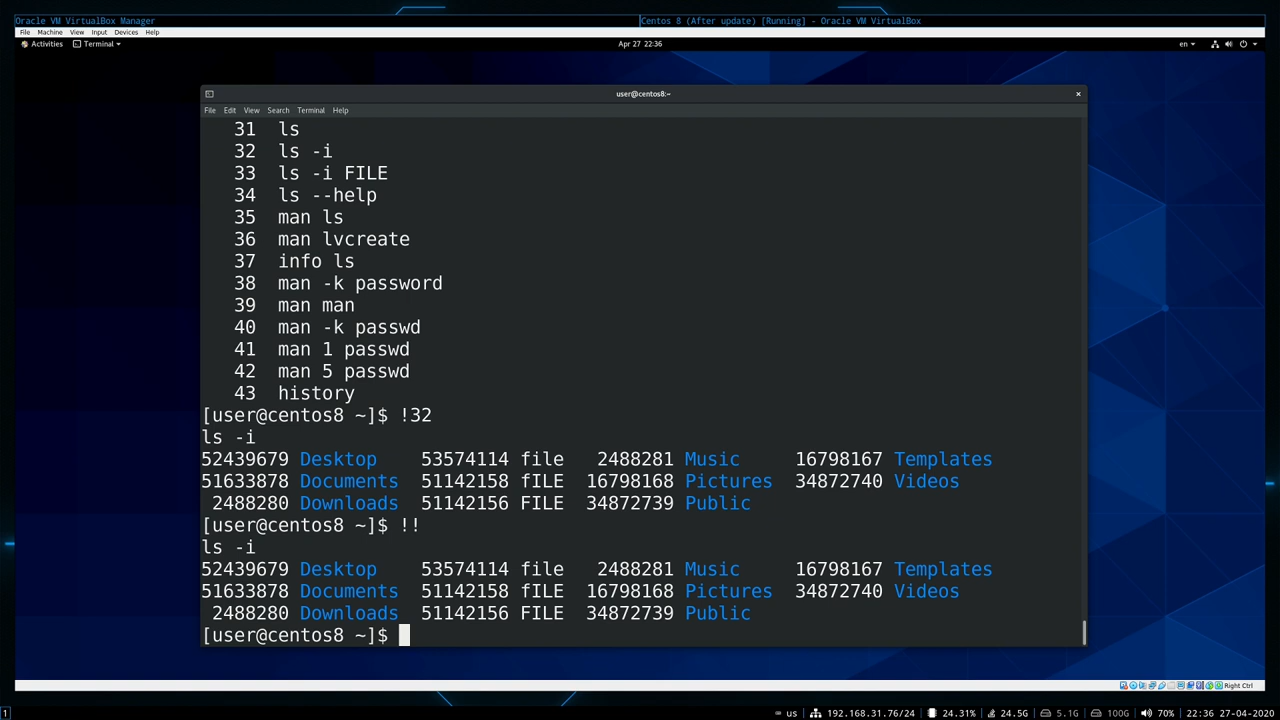 Oracle VM VirtualBox Manager Centos 8 (After update) [Running] - Oracle VM VirtualBox
File Machine View Input Devices Help
Activities Terminal Apr 27 22:36 en
user@centos8:~
File Edit View Search Terminal Help
31 ls
32 ls -i
33 ls -i FILE
34 ls --help
35 man ls
36 man lvcreate
37 info ls
38 man -k password
39 man man
40 man -k passwd
41 man 1 passwd
42 man 5 passwd
43 history
[user@centos8 ~]$ !32
ls -i
52439679 Desktop 53574114 file 2488281 Music 16798167 Templates
51633878 Documents 51142158 fILE 16798168 Pictures 34872740 Videos
2488280 Downloads 51142156 FILE 34872739 Public
[user@centos8 ~]$ !!
ls -i
52439679 Desktop 53574114 file 2488281 Music 16798167 Templates
51633878 Documents 51142158 fILE 16798168 Pictures 34872740 Videos
2488280 Downloads 51142156 FILE 34872739 Public
[user@centos8 ~]$
Right Ctrl
1 us 192.168.31.76/24 24.31% 24.5G 5.1G 100G 70% 22:36 27-04-2020